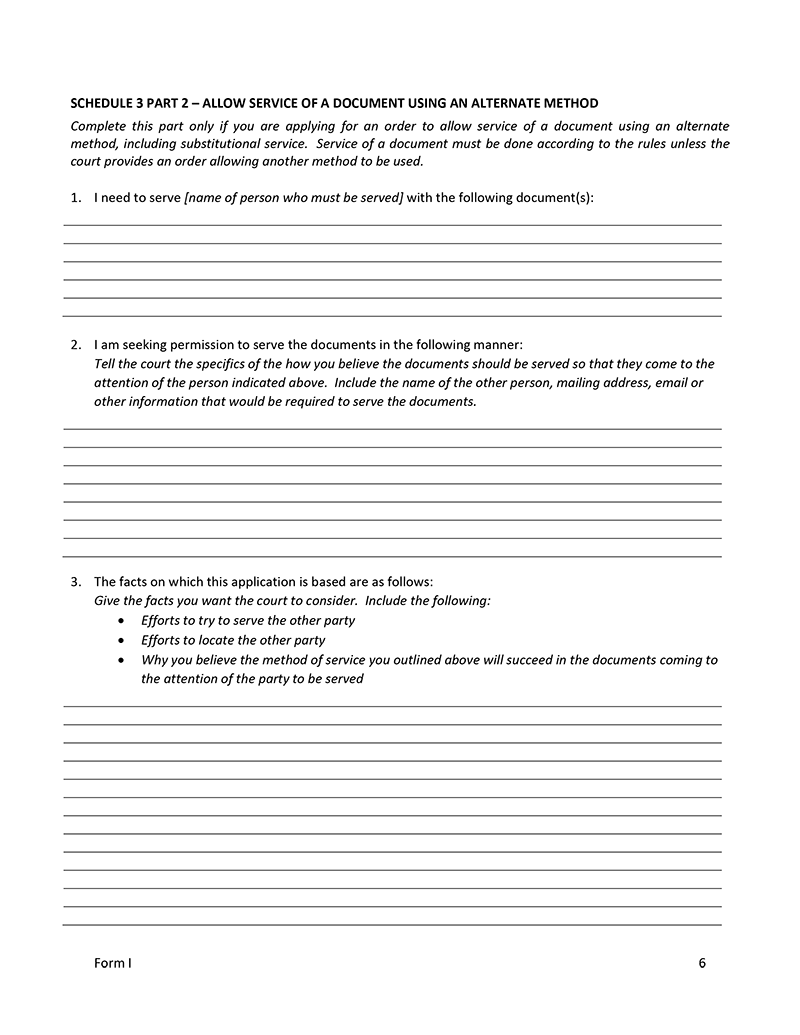 SCHEDULE 3 PART 2 – ALLOW SERVICE OF A DOCUMENT USING AN ALTERNATE METHOD
Complete this part only if you are applying for an order to allow service of a document using an alternate
method, including substitutional service.  Service of a document must be done according to the rules unless the
court provides an order allowing another method to be used.
1. I need to serve [name of person who must be served] with the following document(s):
2. I am seeking permission to serve the documents in the following manner:
Tell the court the specifics of the how you believe the documents should be served so that they come to the
attention of the person indicated above.  Include the name of the other person, mailing address, email or
other information that would be required to serve the documents.
3. The facts on which this application is based are as follows:
Give the facts you want the court to consider.  Include the following:
• Efforts to try to serve the other party
• Efforts to locate the other party
• Why you believe the method of service you outlined above will succeed in the documents coming to
the attention of the party to be served
Form I 6